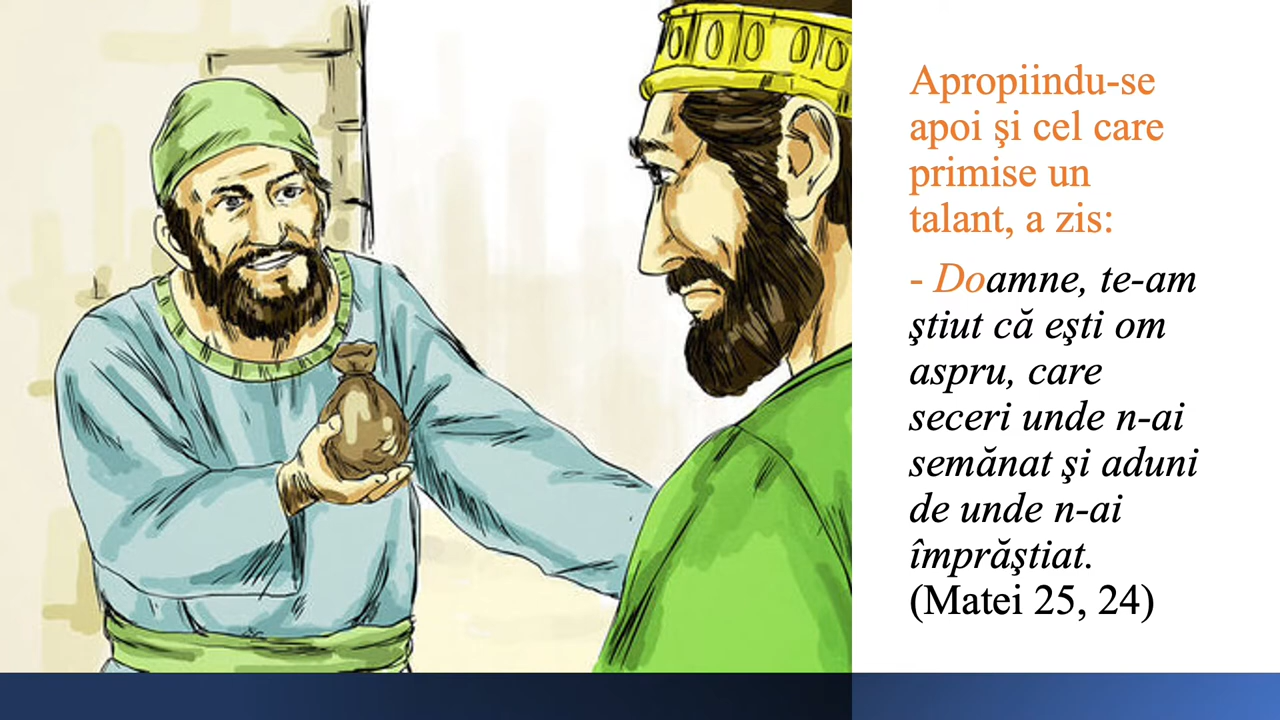 Apropiindu-se
apoi şi cel care
primise un
talant, a zis:
- Doamne, te-am
ştiut că eşti om
aspru, care
seceri unde n-ai
semănat şi aduni
de unde n-ai
împrăştiat.
(Matei 25, 24)